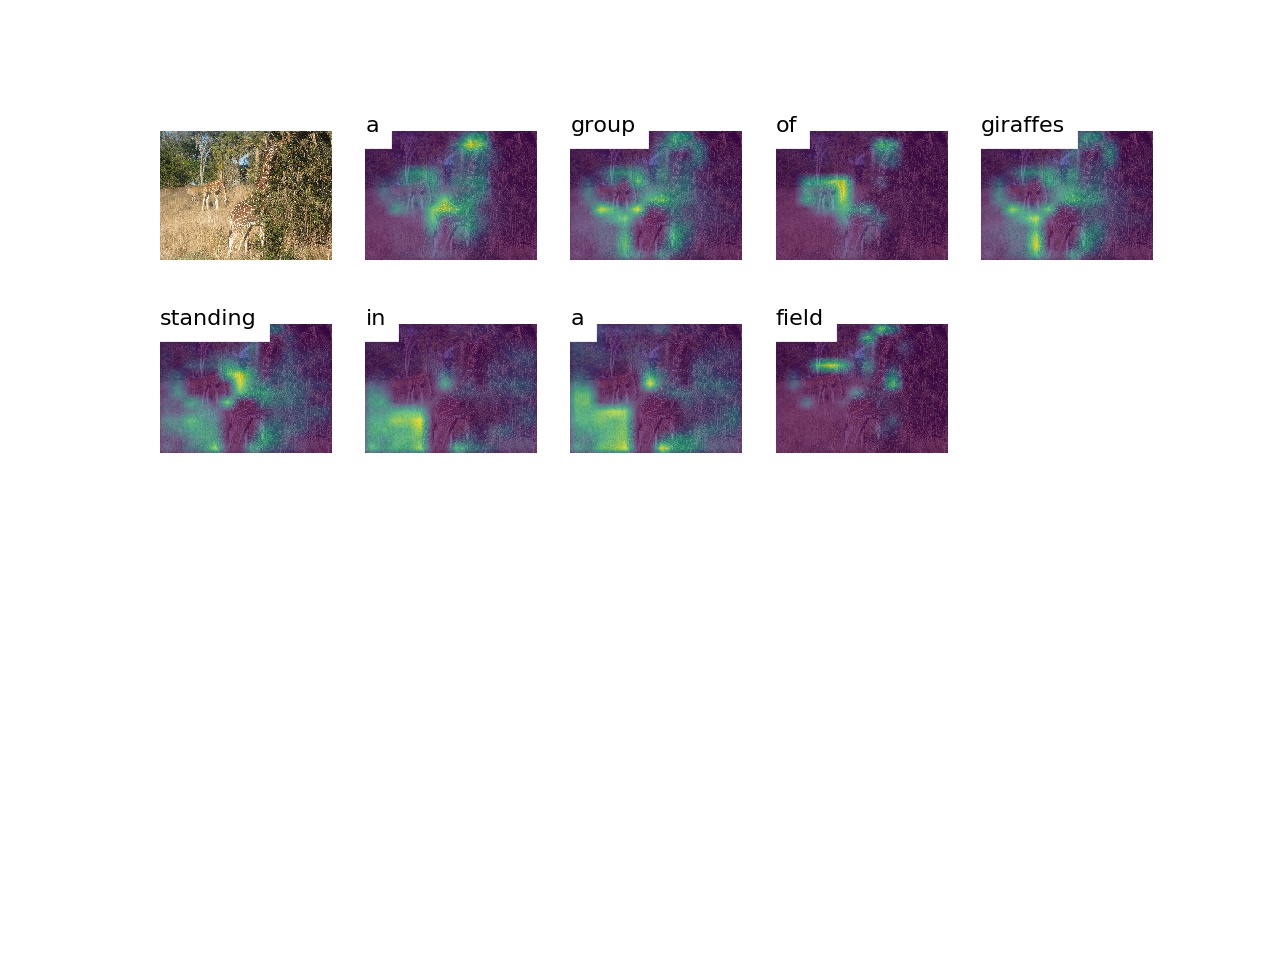 a
group
of
giraffes
standing
in
a
field